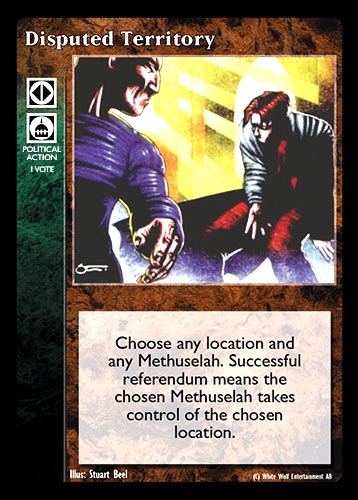 Disputed Territory
POLITICAL
ACTION
1 VOTE
Choose any location and
any Methuselah. Successful
referendum means the
chosen Methuselah takes
control of the chosen
location.
Illus: Stuart Beel
(C) White Wolf Entertainment AB